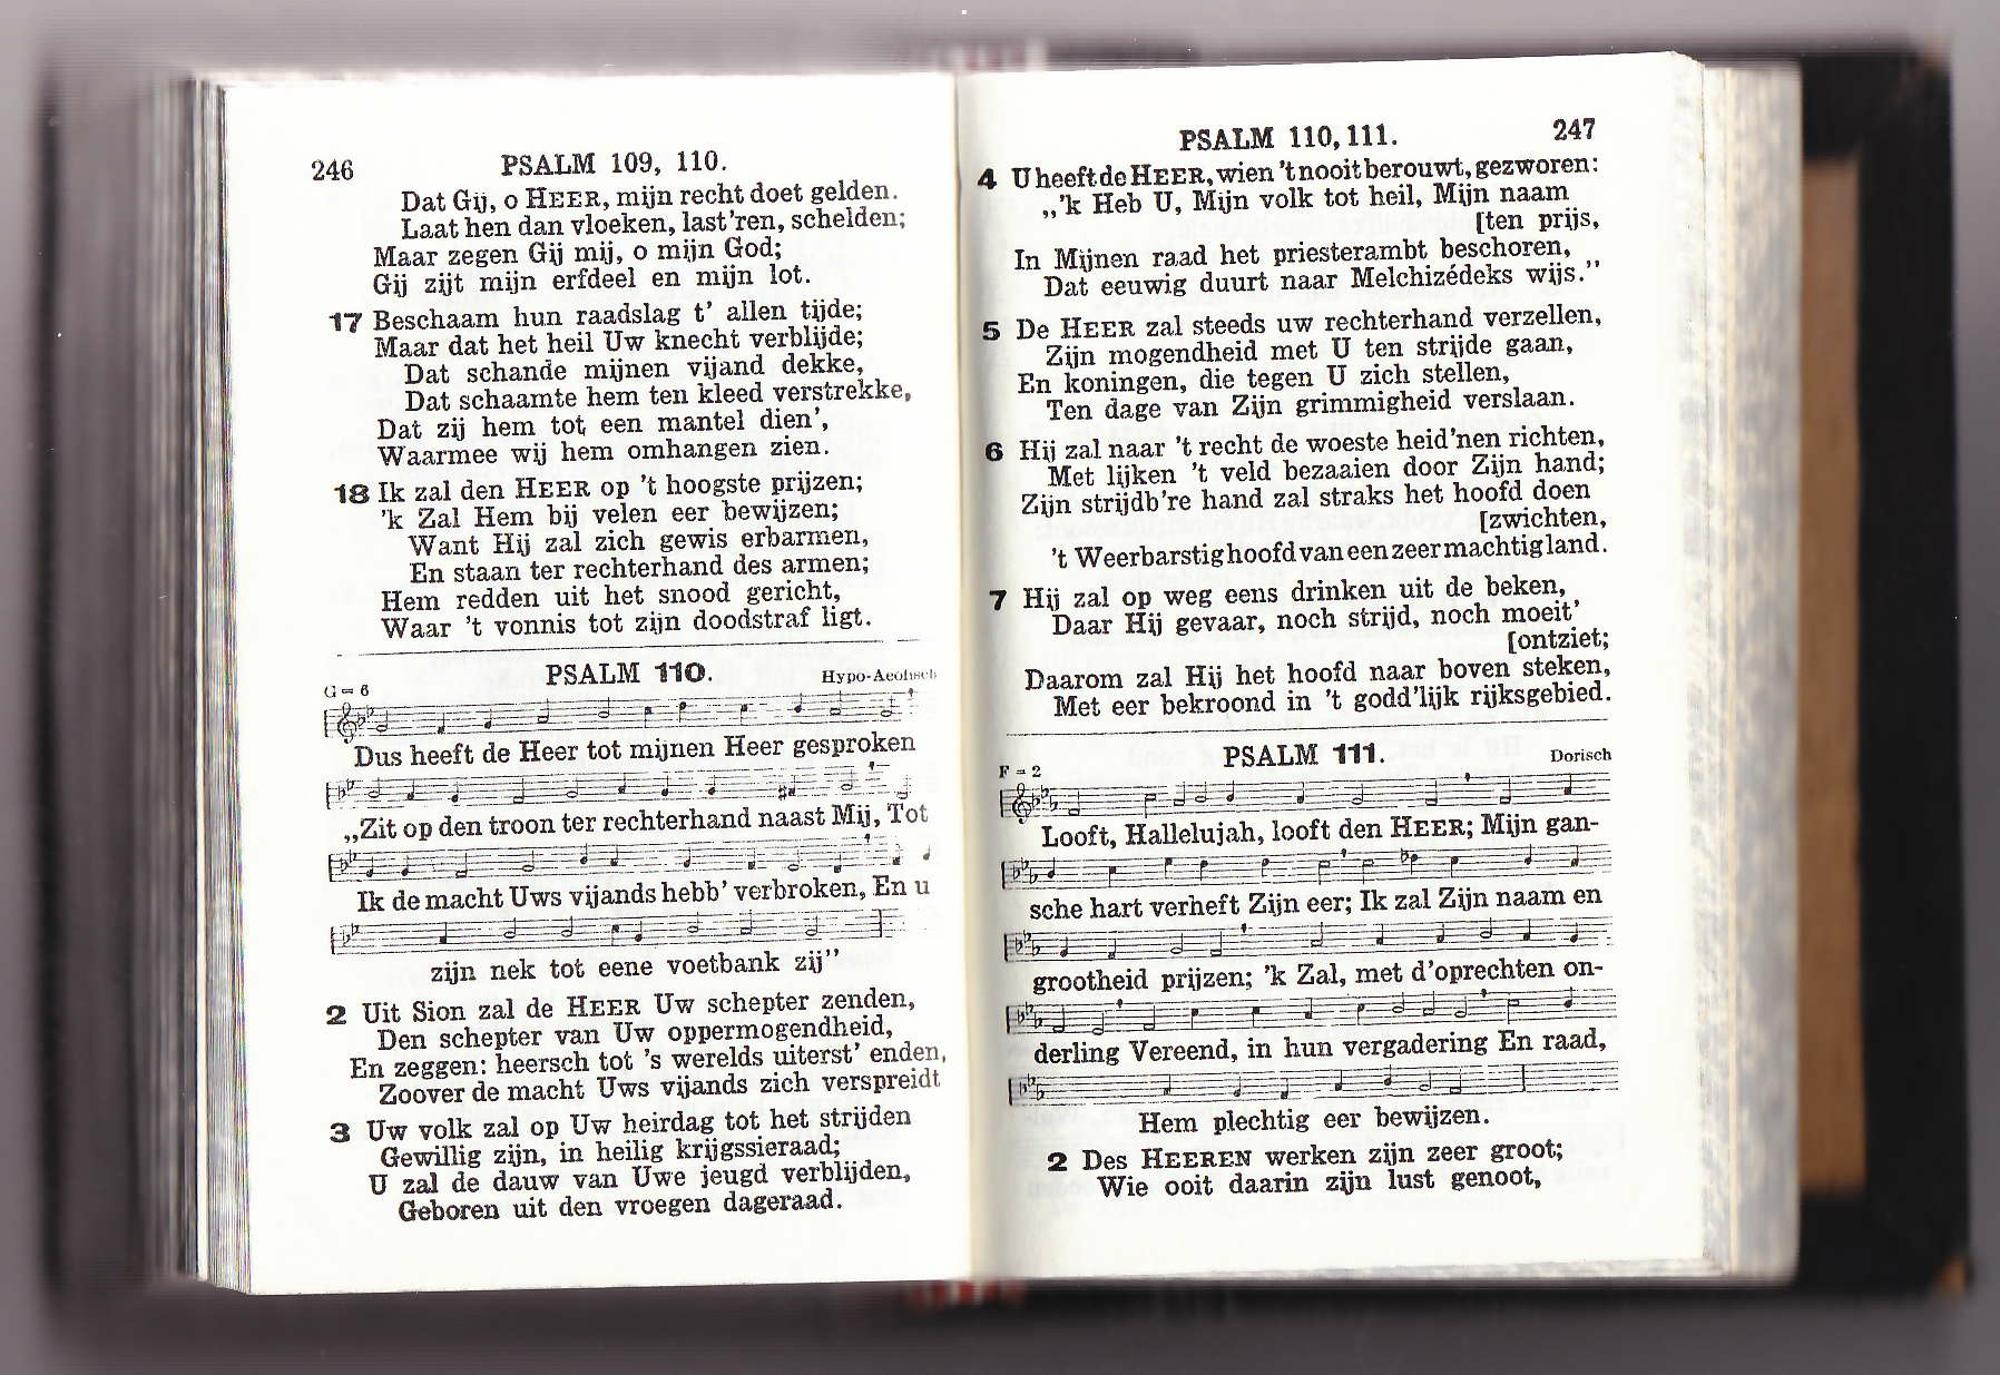 246 PSALM 109, 110.
Dat Gij, o HEER, mijn recht doet gelden.
Laat hen dan vloeken, last'ren, schelden;
Maar zegen Gij mij, o mijn God;
Gij zijt mijn erfdeel en mijn lot.
17 Beschaam hun raadslag t' allen tijde;
Maar dat het heil Uw knecht verblijde;
Dat schande mijnen vijand dekke,
Dat schaamte hem ten kleed verstrekke,
Dat zij hem tot een mantel dien',
Waarmee wij hem omhangen zien.
18 Ik zal den HEER op 't hoogste prijzen;
'k Zal Hem bij velen eer bewijzen;
Want Hij zal zich gewis erbarmen,
En staan ter rechterhand des armen;
Hem redden uit het snood gericht,
Waar 't vonnis tot zijn doodstraf ligt.
PSALM 110. Hypo-Aeolisch
G = 6
Dus heeft de Heer tot mijnen Heer gesproken
„Zit op den troon ter rechterhand naast Mij, Tot
Ik de macht Uws vijands hebb' verbroken, En u
zijn nek tot eene voetbank zij”
2 Uit Sion zal de HEER Uw schepter zenden,
Den schepter van Uw oppermogendheid,
En zeggen: heersch tot 's werelds uiterst' enden,
Zoover de macht Uws vijands zich verspreidt
3 Uw volk zal op Uw heirdag tot het strijden
Gewillig zijn, in heilig krijgssieraad;
U zal de dauw van Uwe jeugd verblijden,
Geboren uit den vroegen dageraad.
PSALM 110, 111. 247
4 U heeft de HEER, wien 't nooit berouwt, gezworen:
„'k Heb U, Mijn volk tot heil, Mijn naam
[ten prijs,
In Mijnen raad het priesterambt beschoren,
Dat eeuwig duurt naar Melchizédeks wijs.”
5 De HEER zal steeds uw rechterhand verzellen,
Zijn mogendheid met U ten strijde gaan,
En koningen, die tegen U zich stellen,
Ten dage van Zijn grimmigheid verslaan.
6 Hij zal naar 't recht de woeste heid'nen richten,
Met lijken 't veld bezaaien door Zijn hand;
Zijn strijdb're hand zal straks het hoofd doen
[zwichten,
't Weerbarstig hoofd van een zeer machtig land.
7 Hij zal op weg eens drinken uit de beken,
Daar Hij gevaar, noch strijd, noch moeit'
[ontziet;
Daarom zal Hij het hoofd naar boven steken,
Met eer bekroond in 't godd'lijk rijksgebied.
PSALM 111. Dorisch
F = 2
Looft, Hallelujah, looft den HEER; Mijn gan-
sche hart verheft Zijn eer; Ik zal Zijn naam en
grootheid prijzen; 'k Zal, met d'oprechten on-
derling Vereend, in hun vergadering En raad,
Hem plechtig eer bewijzen.
2 Des HEEREN werken zijn zeer groot;
Wie ooit daarin zijn lust genoot,